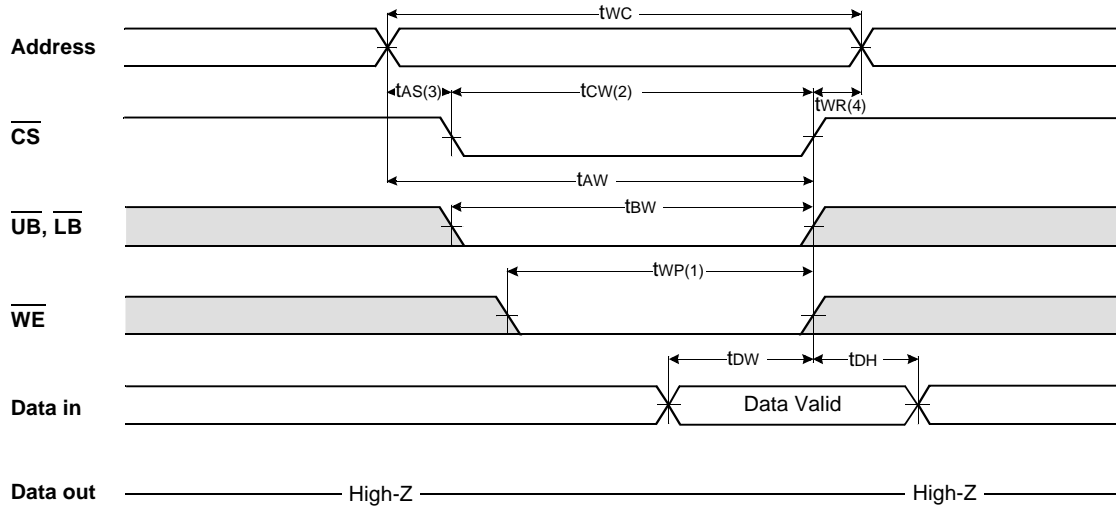 tWC
Address
tAS(3) tCW(2) tWR(4)
CS
tAW
UB, LB tBW
tWP(1)
WE
tDW tDH
Data in Data Valid
Data out High-Z High-Z